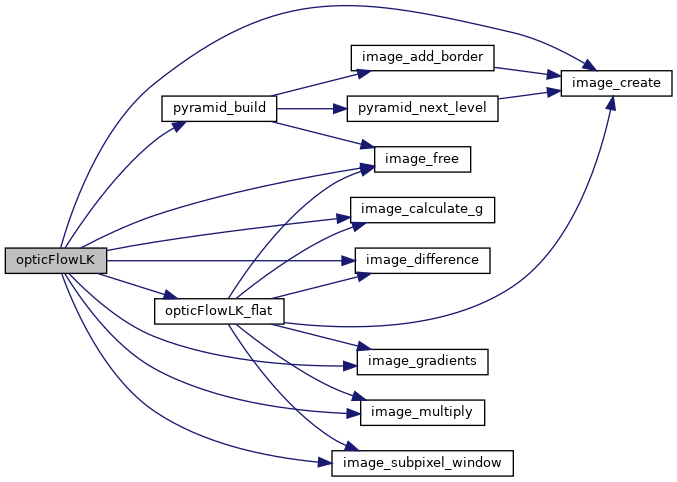 image_add_border
image_create
pyramid_build
pyramid_next_level
image_free
image_calculate_g
opticFlowLK
image_difference
opticFlowLK_flat
image_gradients
image_multiply
image_subpixel_window